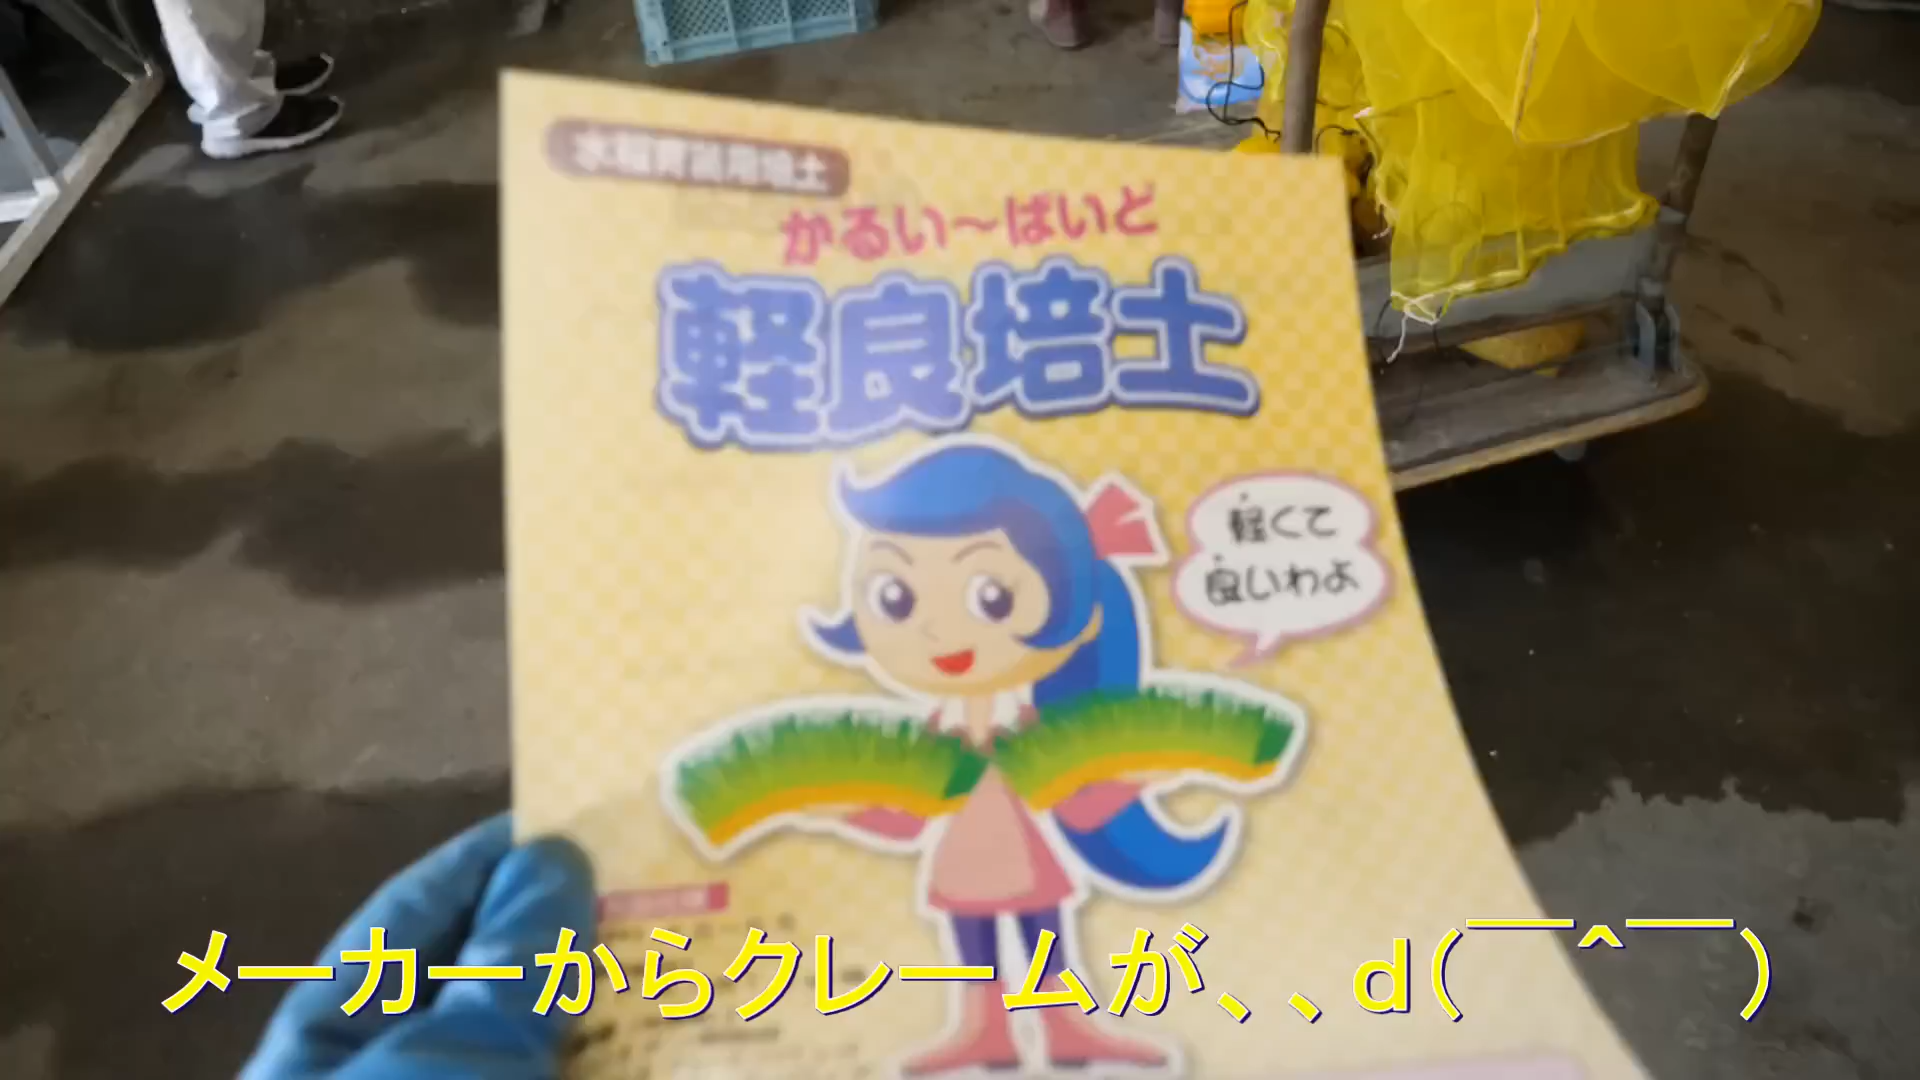 水稲育苗用培土
かるい～ばいど
軽良培土
軽くて
良いわよ
メーカーからクレームが、、d(￣^￣)